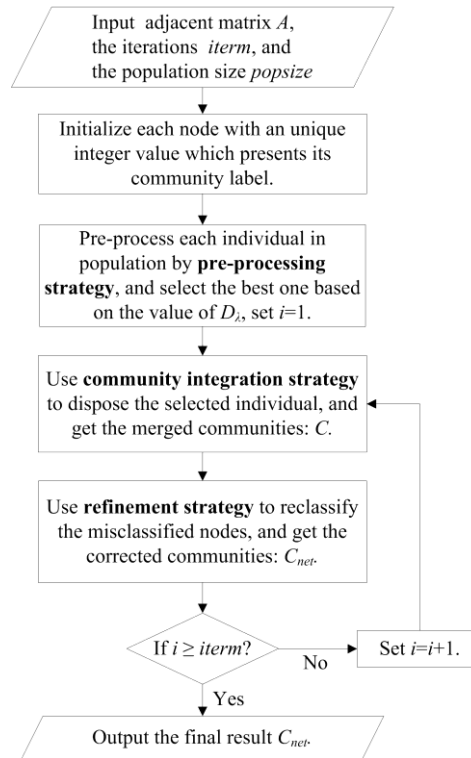 Input adjacent matrix A,
the iterations iterm, and
the population size popsize
Initialize each node with an unique
integer value which presents its
community label.
Pre-process each individual in
population by pre-processing
strategy, and select the best one based
on the value of Dλ, set i=1.
Use community integration strategy
to dispose the selected individual, and
get the merged communities: C.
Use refinement strategy to reclassify
the misclassified nodes, and get the
corrected communities: Cnet.
If i ≥ iterm?
No
Set i=i+1.
Yes
Output the final result Cnet.